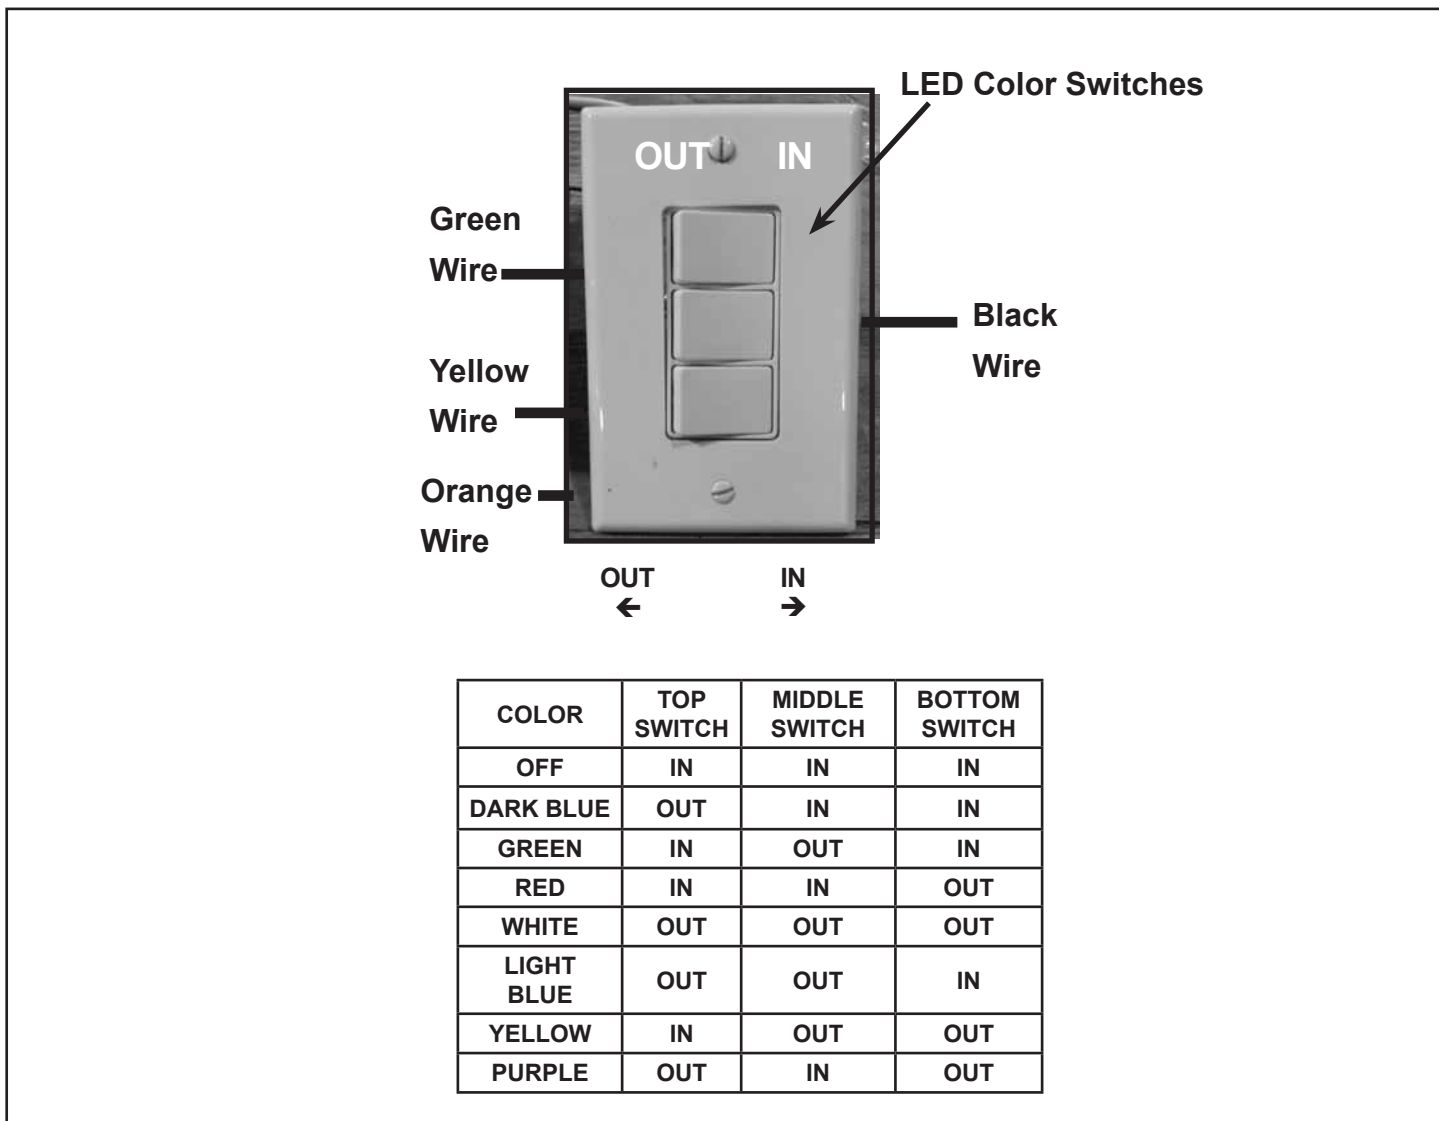 LED Color Switches
OUT IN
Green
Wire
Black
Wire
Yellow
Wire
Orange
Wire
OUT IN
← →
COLOR TOP SWITCH MIDDLE SWITCH BOTTOM SWITCH
OFF IN IN IN
DARK BLUE OUT IN IN
GREEN IN OUT IN
RED IN IN OUT
WHITE OUT OUT OUT
LIGHT BLUE OUT OUT IN
YELLOW IN OUT OUT
PURPLE OUT IN OUT